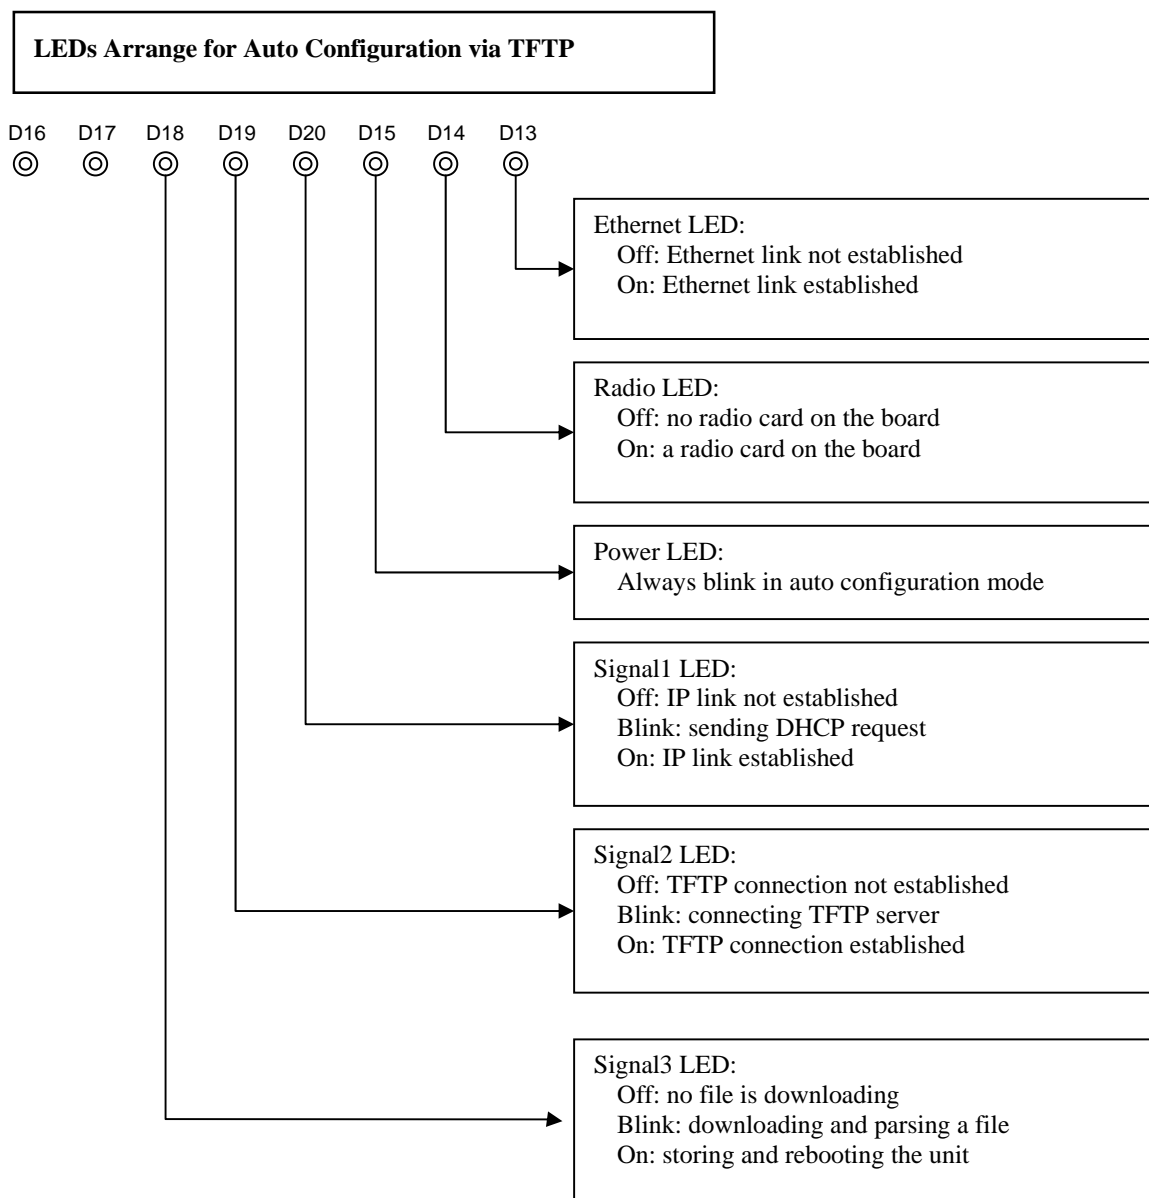 LEDs Arrange for Auto Configuration via TFTP
D16 D17 D18 D19 D20 D15 D14 D13
Ethernet LED:
Off: Ethernet link not established
On: Ethernet link established
Radio LED:
Off: no radio card on the board
On: a radio card on the board
Power LED:
Always blink in auto configuration mode
Signal1 LED:
Off: IP link not established
Blink: sending DHCP request
On: IP link established
Signal2 LED:
Off: TFTP connection not established
Blink: connecting TFTP server
On: TFTP connection established
Signal3 LED:
Off: no file is downloading
Blink: downloading and parsing a file
On: storing and rebooting the unit